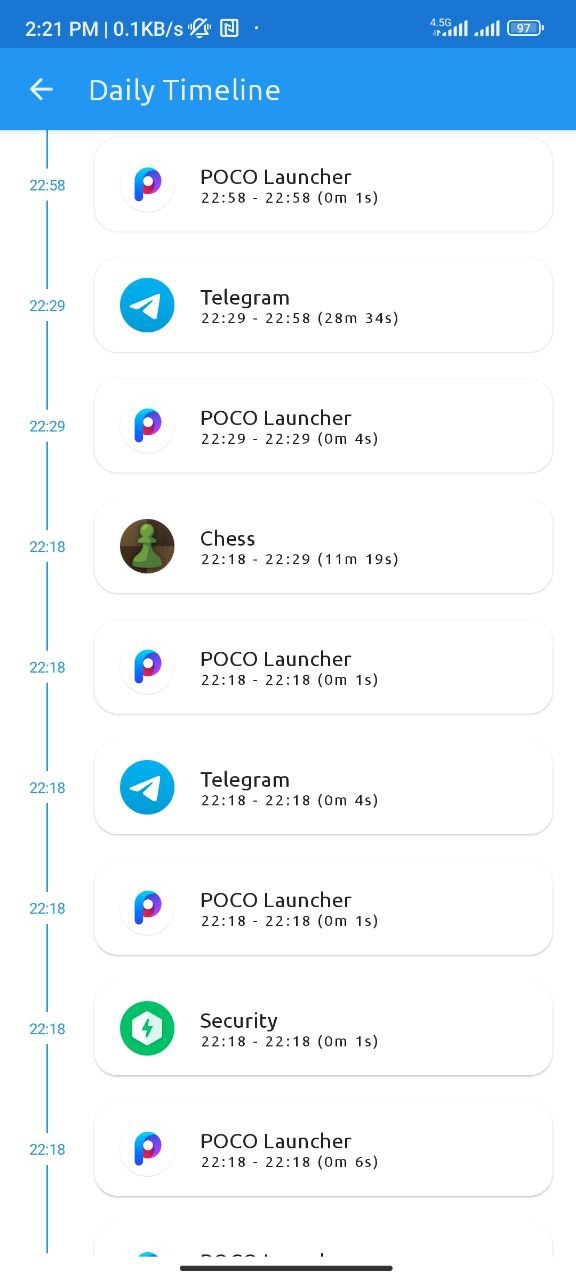 2:21 PM | 0.1KB/s
4.5G
97
Daily Timeline
22:58
POCO Launcher
22:58 - 22:58 (0m 1s)
22:29
Telegram
22:29 - 22:58 (28m 34s)
22:29
POCO Launcher
22:29 - 22:29 (0m 4s)
22:18
Chess
22:18 - 22:29 (11m 19s)
22:18
POCO Launcher
22:18 - 22:18 (0m 1s)
22:18
Telegram
22:18 - 22:18 (0m 4s)
22:18
POCO Launcher
22:18 - 22:18 (0m 1s)
22:18
Security
22:18 - 22:18 (0m 1s)
22:18
POCO Launcher
22:18 - 22:18 (0m 6s)